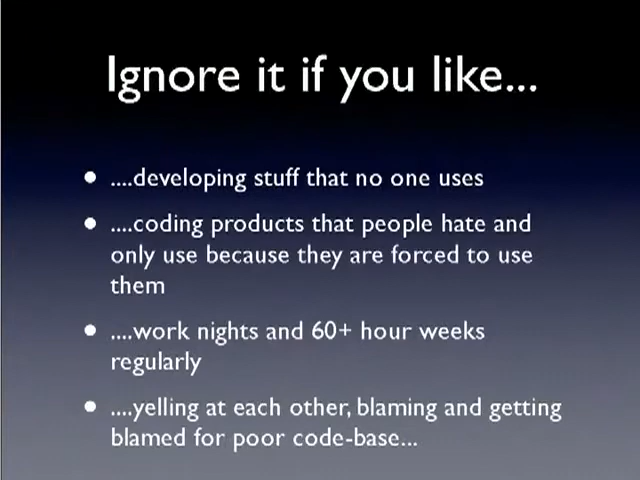 Ignore it if you like...
• ....developing stuff that no one uses
• ....coding products that people hate and
only use because they are forced to use
them
• ....work nights and 60+ hour weeks
regularly
• ....yelling at each other, blaming and getting
blamed for poor code-base...